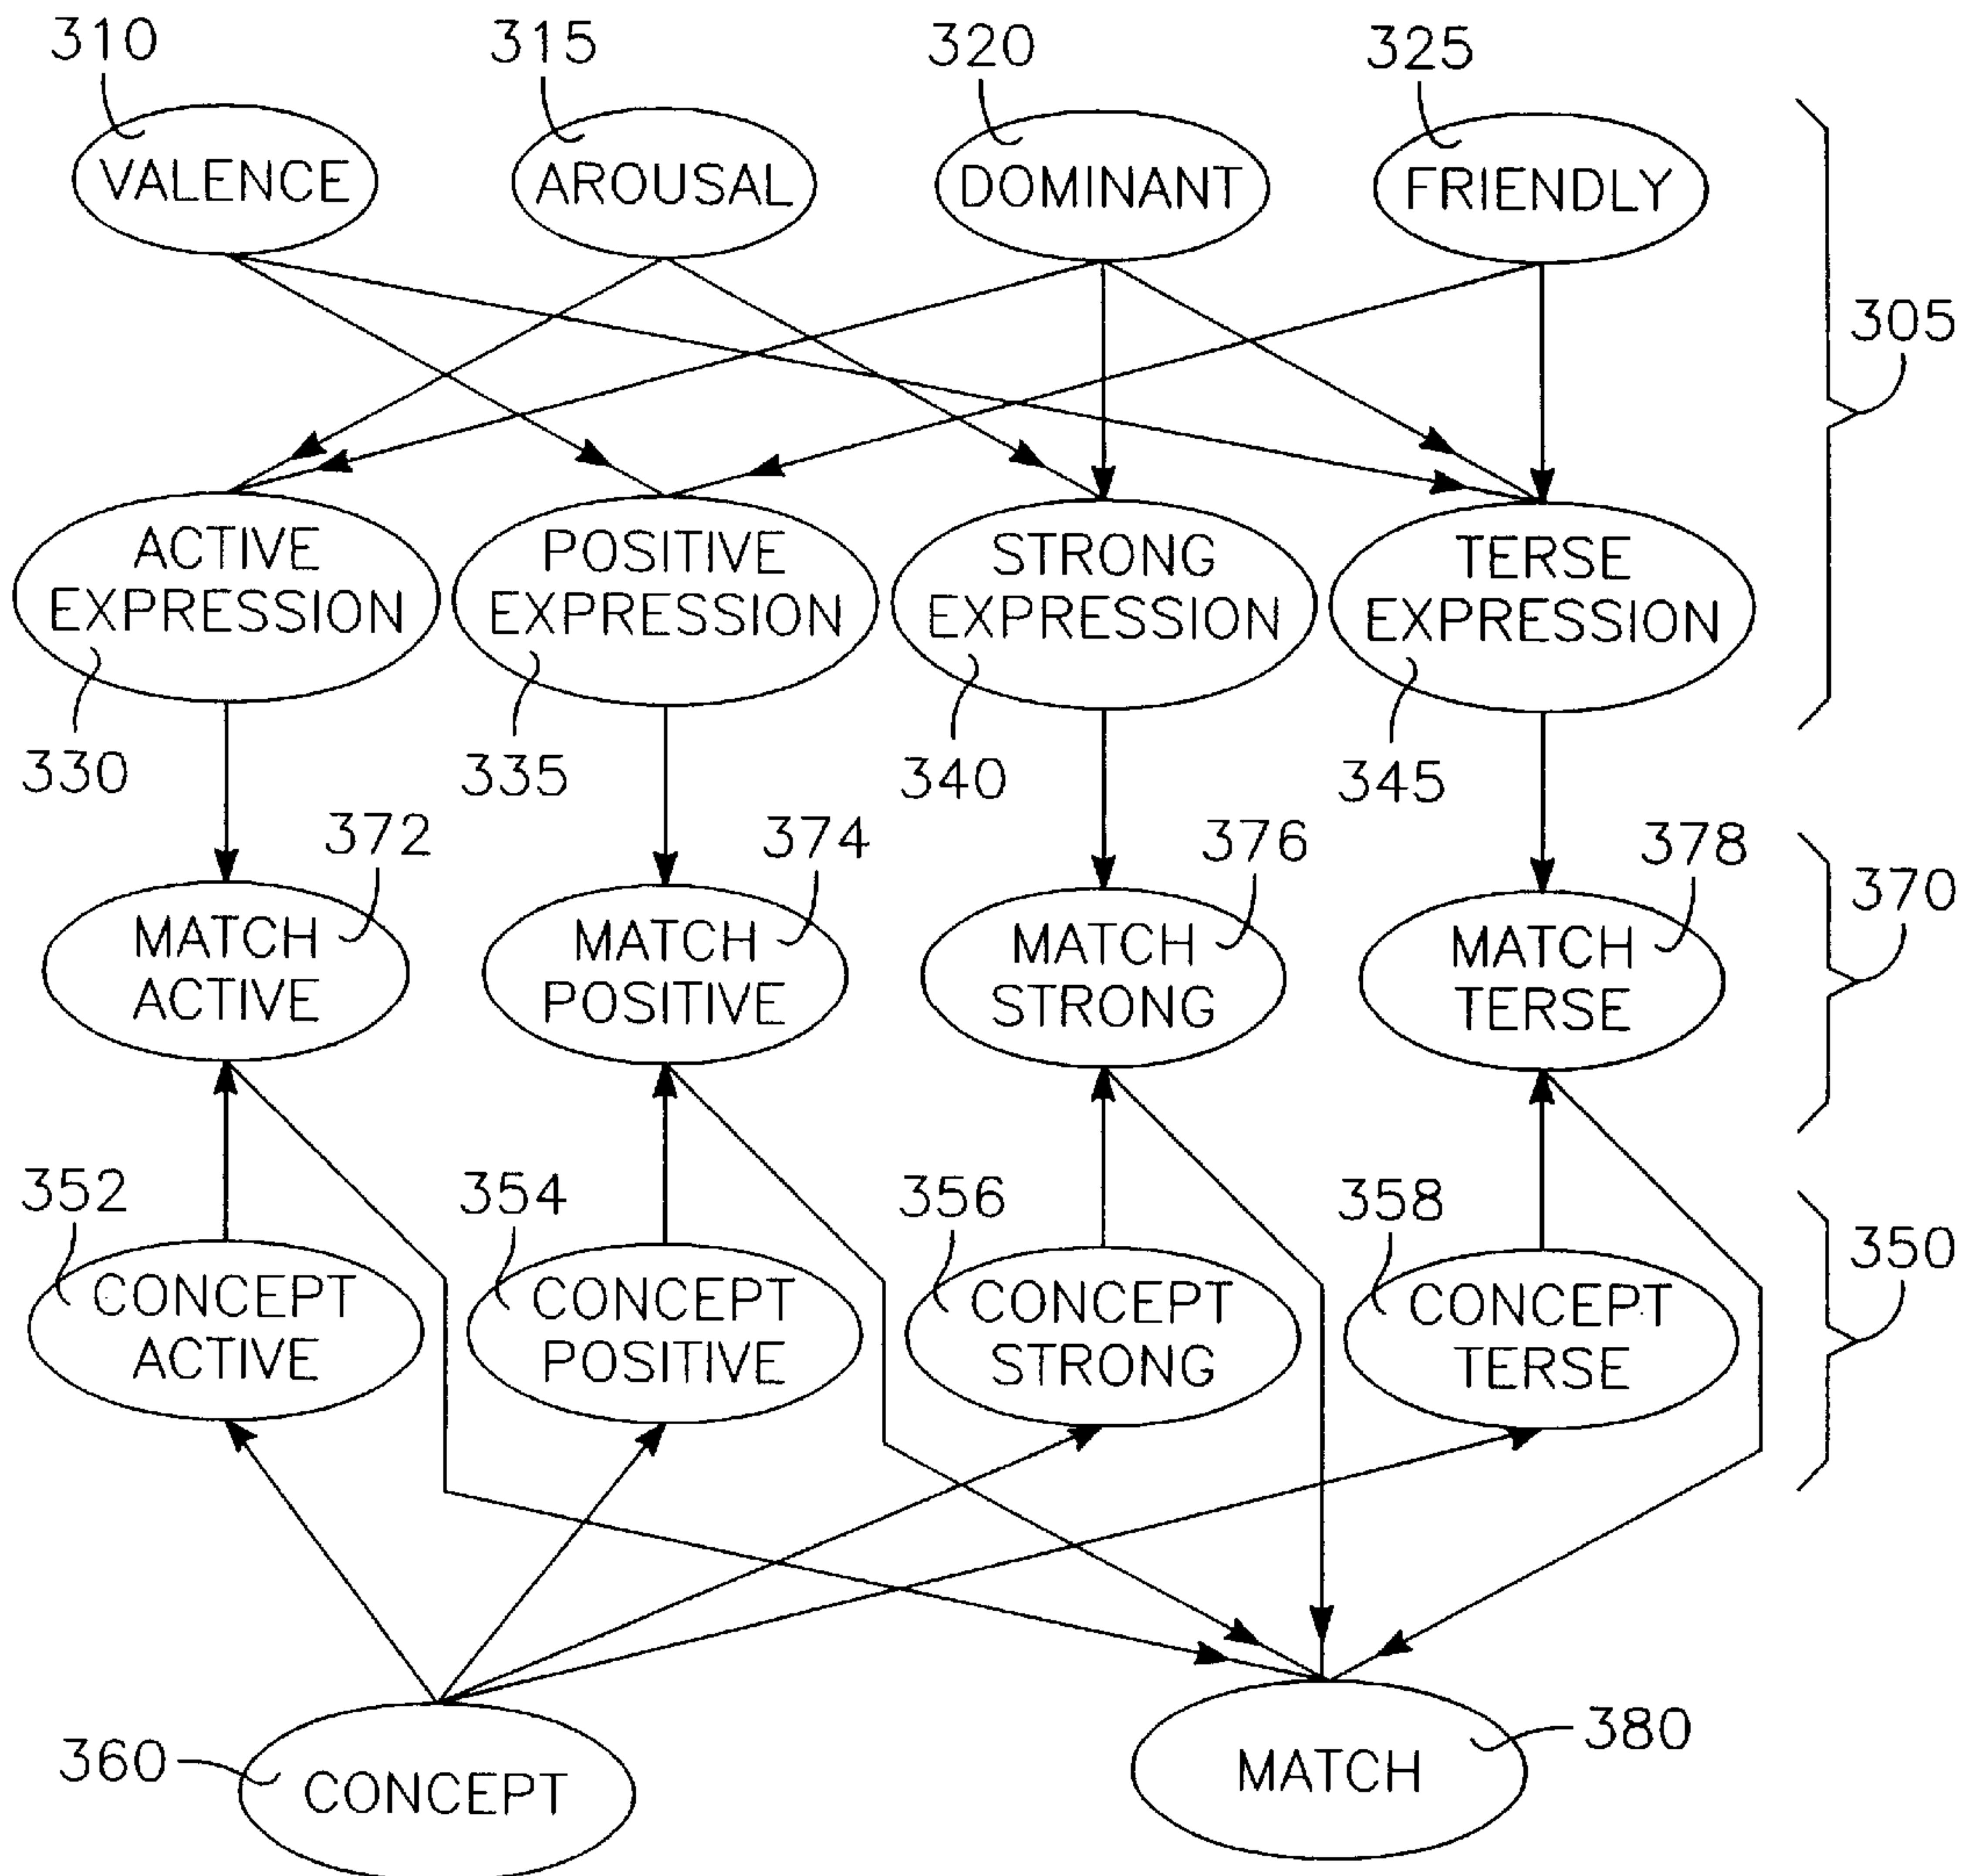 310
315
320
325
VALENCE
AROUSAL
DOMINANT
FRIENDLY
305
ACTIVE
EXPRESSION
POSITIVE
EXPRESSION
STRONG
EXPRESSION
TERSE
EXPRESSION
330
335
340
345
372
374
376
378
370
MATCH
ACTIVE
MATCH
POSITIVE
MATCH
STRONG
MATCH
TERSE
352
354
356
358
350
CONCEPT
ACTIVE
CONCEPT
POSITIVE
CONCEPT
STRONG
CONCEPT
TERSE
360
CONCEPT
MATCH
380